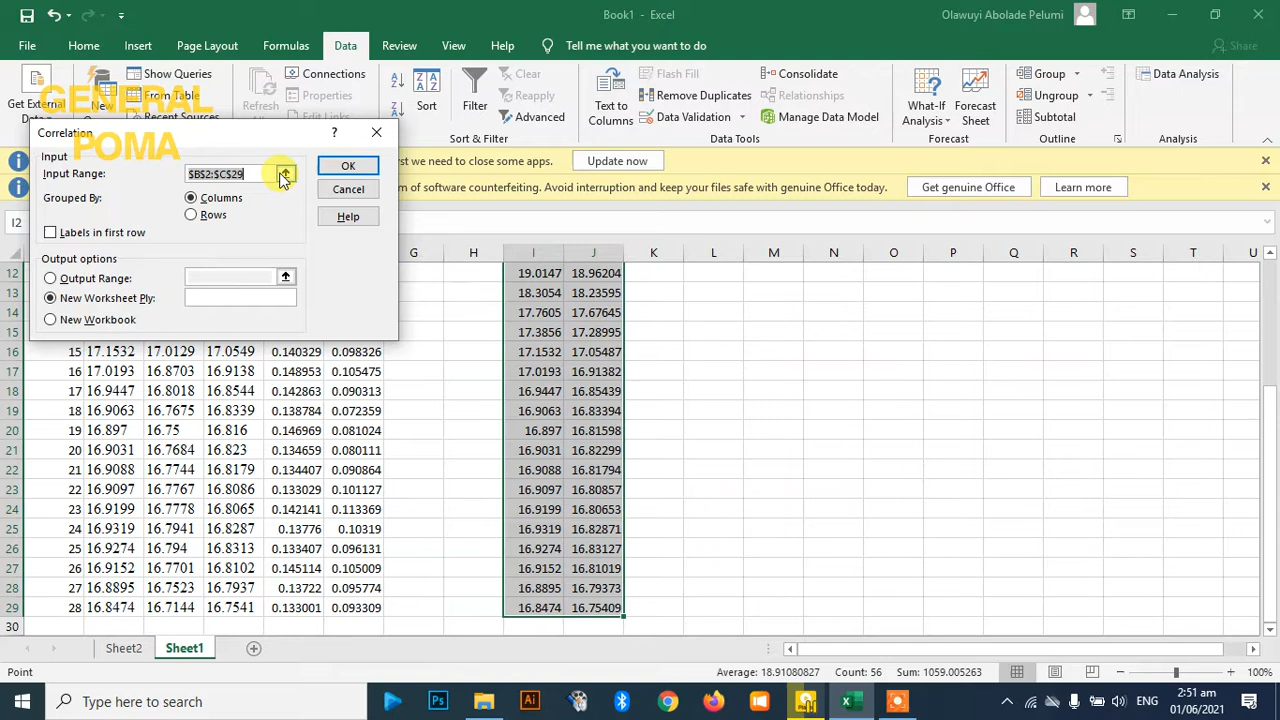 Book1 - Excel
Olawuyi Abolade Pelumi
File Home Insert Page Layout Formulas Data Review View Help Tell me what you want to do Share
Get External
New
Show Queries
From Table
Recent Sources
Refresh
Connections
Properties
Edit Links
Sort
Filter
Clear
Reapply
Advanced
Sort & Filter
Text to Columns
Flash Fill
Remove Duplicates
Data Validation
Consolidate
Relationships
Manage Data Model
Data Tools
What-If Analysis
Forecast Sheet
Forecast
Group
Ungroup
Subtotal
Outline
Data Analysis
Analysis
GENERAL
POMA
first we need to close some apps. Update now
m of software counterfeiting. Avoid interruption and keep your files safe with genuine Office today. Get genuine Office Learn more
I2
Correlation ?
Input
Input Range: $B$2:$C$29
Grouped By: Columns
Rows
Labels in first row
Output options
Output Range:
New Worksheet Ply:
New Workbook
OK
Cancel
Help
G H I J K L M N O P Q R S T U
12 19.0147 18.96204
13 18.3054 18.23595
14 17.7605 17.67645
15 17.3856 17.28995
16 15 17.1532 17.0129 17.0549 0.140329 0.098326 17.1532 17.05487
17 16 17.0193 16.8703 16.9138 0.148953 0.105475 17.0193 16.91382
18 17 16.9447 16.8018 16.8544 0.142863 0.090313 16.9447 16.85439
19 18 16.9063 16.7675 16.8339 0.138784 0.072359 16.9063 16.83394
20 19 16.897 16.75 16.816 0.146969 0.081024 16.897 16.81598
21 20 16.9031 16.7684 16.823 0.134659 0.080111 16.9031 16.82299
22 21 16.9088 16.7744 16.8179 0.134407 0.090864 16.9088 16.81794
23 22 16.9097 16.7767 16.8086 0.133029 0.101127 16.9097 16.80857
24 23 16.9199 16.7778 16.8065 0.142141 0.113369 16.9199 16.80653
25 24 16.9319 16.7941 16.8287 0.13776 0.10319 16.9319 16.82871
26 25 16.9274 16.794 16.8313 0.133407 0.096131 16.9274 16.83127
27 26 16.9152 16.7701 16.8102 0.145114 0.105009 16.9152 16.81019
28 27 16.8895 16.7523 16.7937 0.13722 0.095774 16.8895 16.79373
29 28 16.8474 16.7144 16.7541 0.133001 0.093309 16.8474 16.75409
30
Sheet2 Sheet1
Point Average: 18.91080827 Count: 56 Sum: 1059.005263 100%
Type here to search
Ps
Ai
ENG
2:51 am
01/06/2021